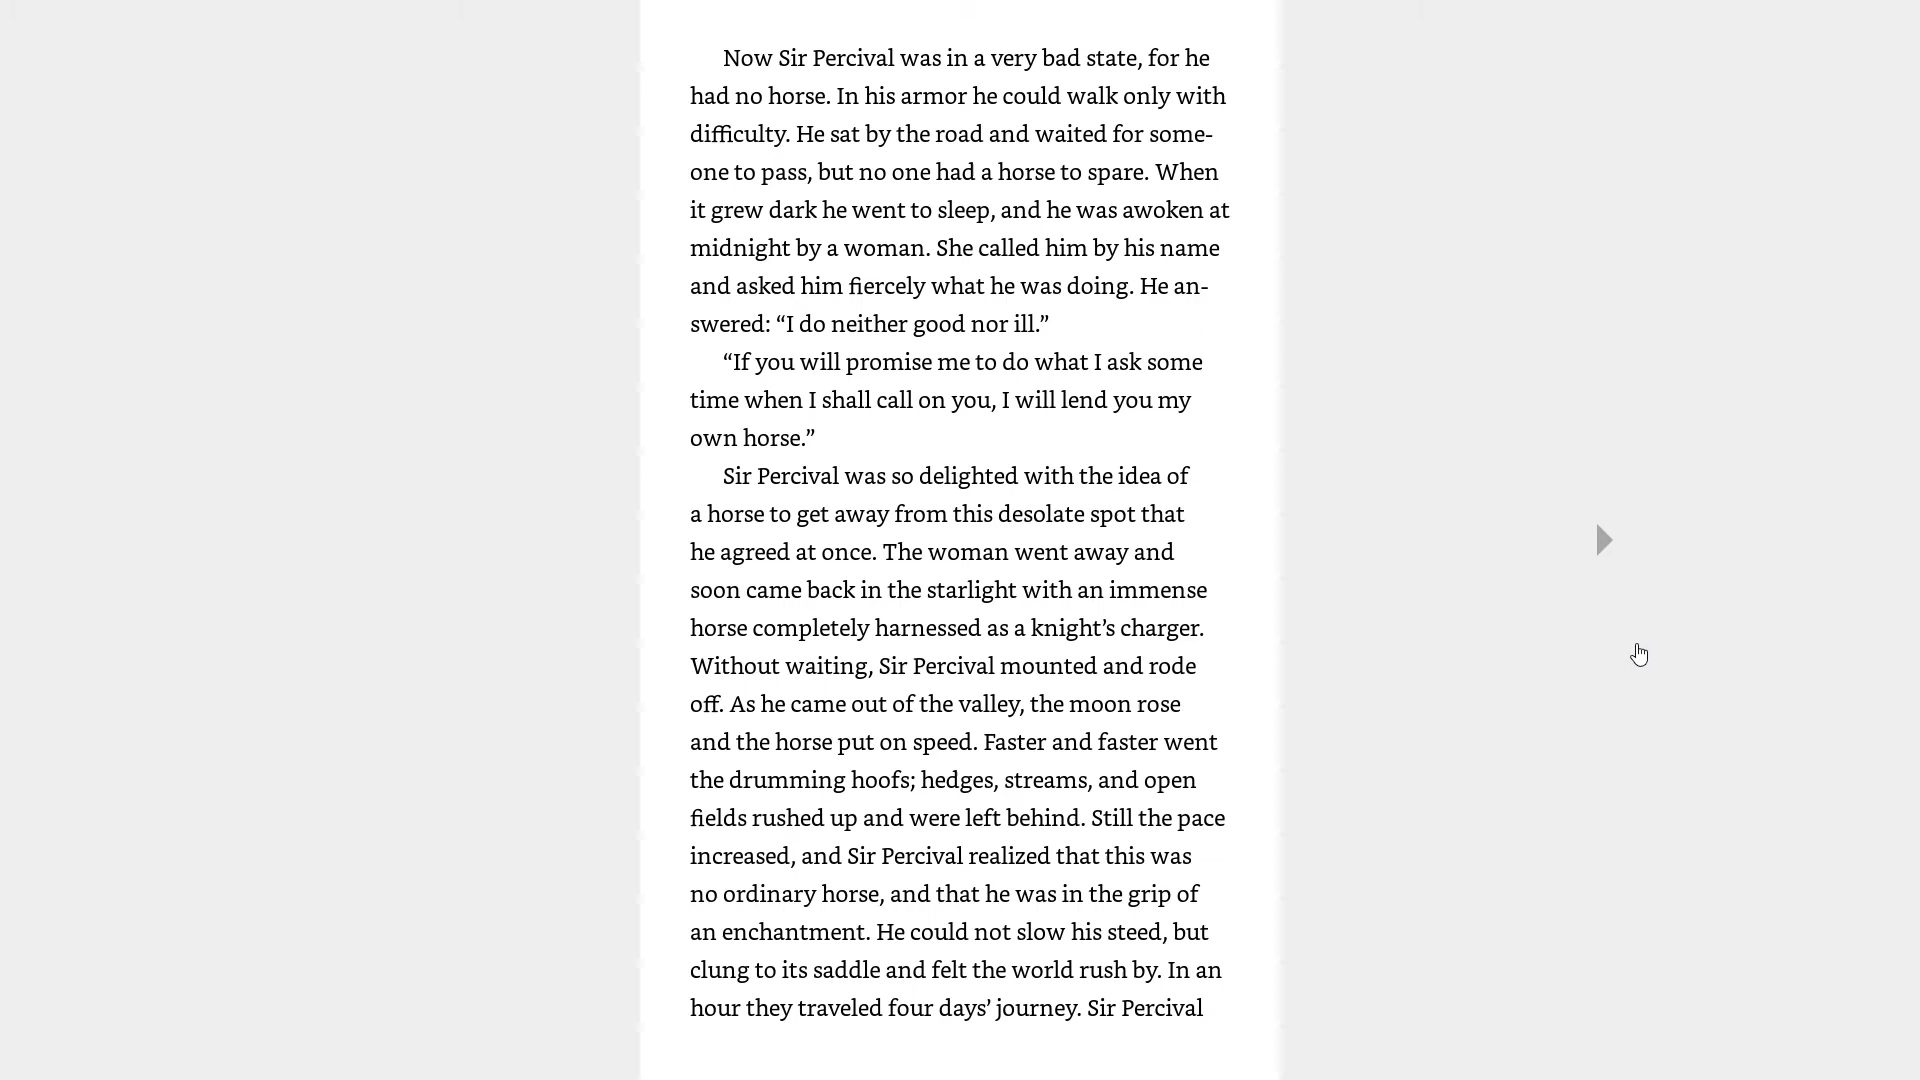 Now Sir Percival was in a very bad state, for he
had no horse. In his armor he could walk only with
difficulty. He sat by the road and waited for some-
one to pass, but no one had a horse to spare. When
it grew dark he went to sleep, and he was awoken at
midnight by a woman. She called him by his name
and asked him fiercely what he was doing. He an-
swered: “I do neither good nor ill.”
“If you will promise me to do what I ask some
time when I shall call on you, I will lend you my
own horse.”
Sir Percival was so delighted with the idea of
a horse to get away from this desolate spot that
he agreed at once. The woman went away and
soon came back in the starlight with an immense
horse completely harnessed as a knight’s charger.
Without waiting, Sir Percival mounted and rode
off. As he came out of the valley, the moon rose
and the horse put on speed. Faster and faster went
the drumming hoofs; hedges, streams, and open
fields rushed up and were left behind. Still the pace
increased, and Sir Percival realized that this was
no ordinary horse, and that he was in the grip of
an enchantment. He could not slow his steed, but
clung to its saddle and felt the world rush by. In an
hour they traveled four days’ journey. Sir Percival